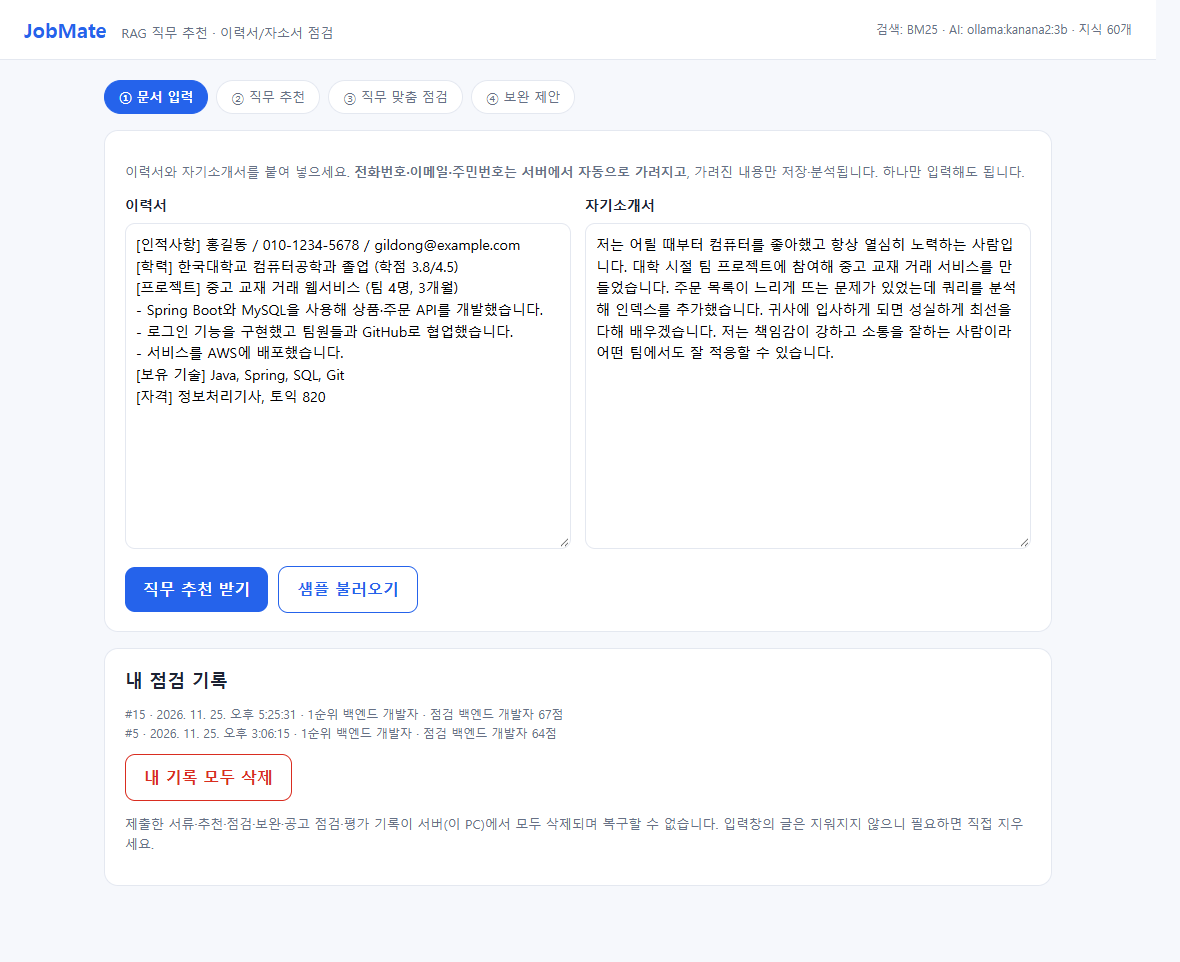 JobMate RAG 직무 추천 · 이력서/자소서 점검
검색: BM25 · AI: ollama:kanana2:3b · 지식 60개
① 문서 입력
② 직무 추천
③ 직무 맞춤 점검
④ 보완 제안
이력서와 자기소개서를 붙여 넣으세요. 전화번호·이메일·주민번호는 서버에서 자동으로 가려지고, 가려진 내용만 저장·분석됩니다. 하나만 입력해도 됩니다.
이력서
[인적사항] 홍길동 / 010-1234-5678 / gildong@example.com
[학력] 한국대학교 컴퓨터공학과 졸업 (학점 3.8/4.5)
[프로젝트] 중고 교재 거래 웹서비스 (팀 4명, 3개월)
- Spring Boot와 MySQL을 사용해 상품·주문 API를 개발했습니다.
- 로그인 기능을 구현했고 팀원들과 GitHub로 협업했습니다.
- 서비스를 AWS에 배포했습니다.
[보유 기술] Java, Spring, SQL, Git
[자격] 정보처리기사, 토익 820
자기소개서
저는 어릴 때부터 컴퓨터를 좋아했고 항상 열심히 노력하는 사람입
니다. 대학 시절 팀 프로젝트에 참여해 중고 교재 거래 서비스를 만
들었습니다. 주문 목록이 느리게 뜨는 문제가 있었는데 쿼리를 분석
해 인덱스를 추가했습니다. 귀사에 입사하게 되면 성실하게 최선을
다해 배우겠습니다. 저는 책임감이 강하고 소통을 잘하는 사람이라
어떤 팀에서도 잘 적응할 수 있습니다.
직무 추천 받기
샘플 불러오기
내 점검 기록
#15 · 2026. 11. 25. 오후 5:25:31 · 1순위 백엔드 개발자 · 점검 백엔드 개발자 67점
#5 · 2026. 11. 25. 오후 3:06:15 · 1순위 백엔드 개발자 · 점검 백엔드 개발자 64점
내 기록 모두 삭제
제출한 서류·추천·점검·보완·공고 점검·평가 기록이 서버(이 PC)에서 모두 삭제되며 복구할 수 없습니다. 입력창의 글은 지워지지 않으니 필요하면 직접 지우
세요.